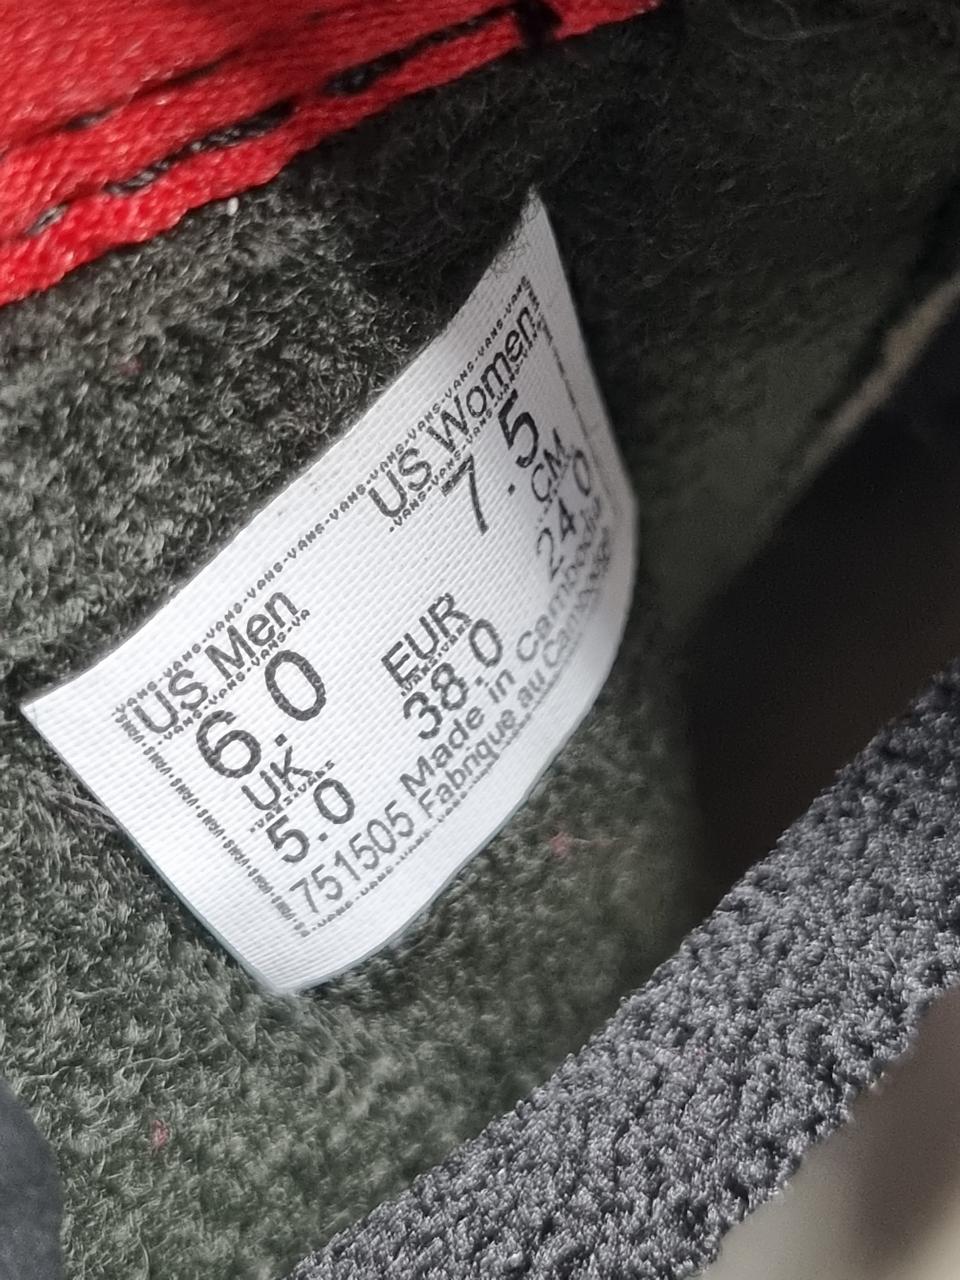 US Men US Women
6.0 7.5
UK EUR CM
5.0 38.0 24.0
751505 Made in Cambodia
Fabrique au Cambodge